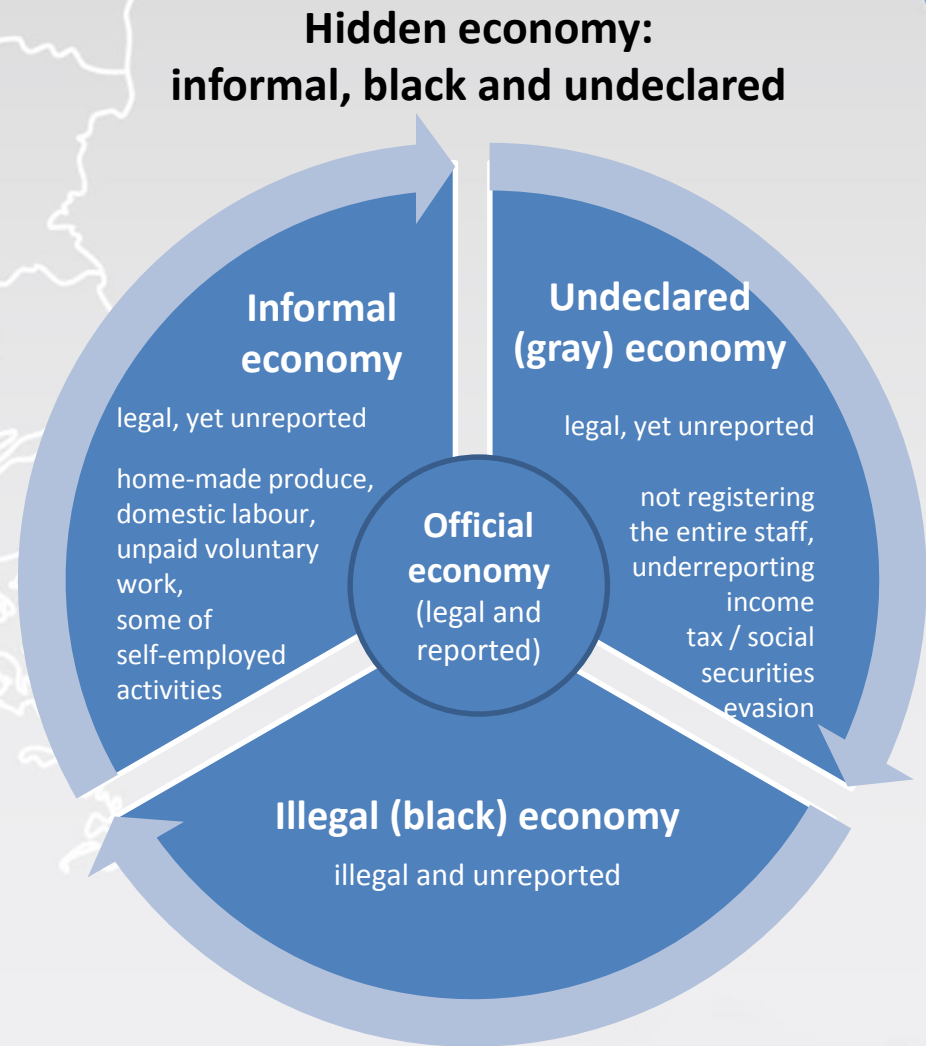 Hidden economy:
informal, black and undeclared
Informal
economy
legal, yet unreported
home-made produce,
domestic labour,
unpaid voluntary
work,
some of
self-employed
activities
Undeclared
(gray) economy
legal, yet unreported
not registering
the entire staff,
underreporting
income
tax / social
securities
evasion
Official
economy
(legal and
reported)
Illegal (black) economy
illegal and unreported